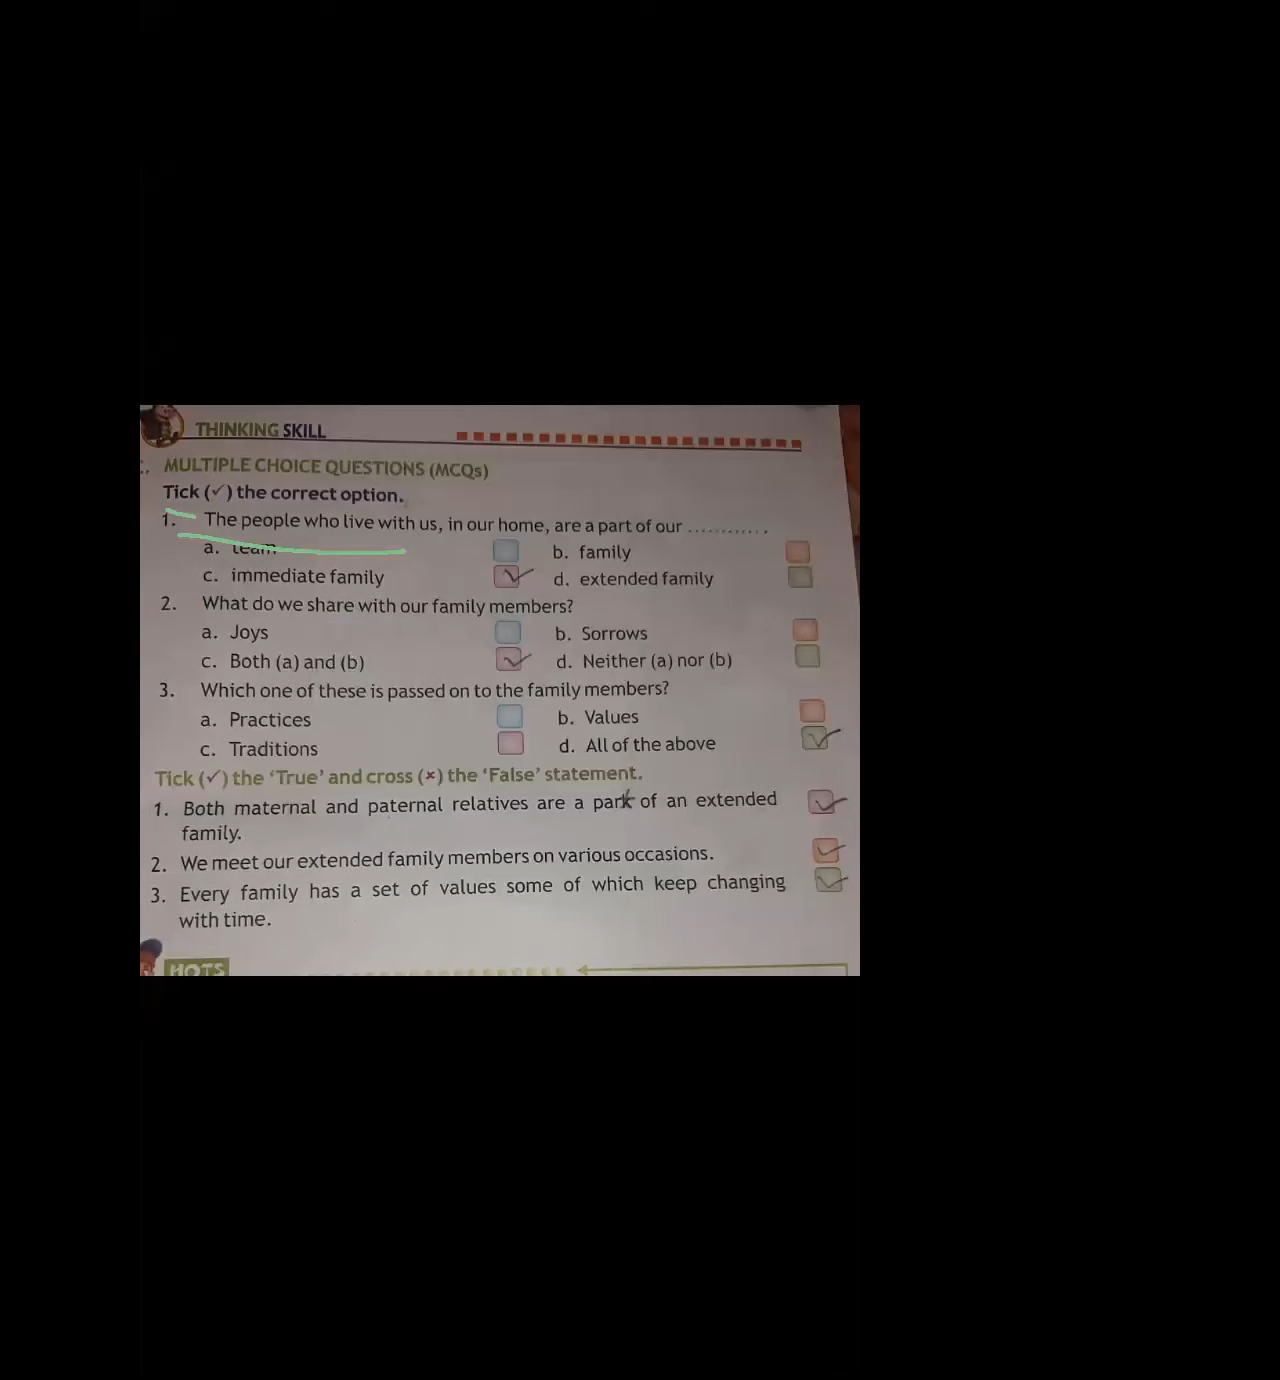 THINKING SKILL
MULTIPLE CHOICE QUESTIONS (MCQs)
Tick (✓) the correct option.
1. The people who live with us, in our home, are a part of our ............
a. team b. family
c. immediate family ✓ d. extended family
2. What do we share with our family members?
a. Joys b. Sorrows
c. Both (a) and (b) ✓ d. Neither (a) nor (b)
3. Which one of these is passed on to the family members?
a. Practices b. Values
c. Traditions d. All of the above ✓
Tick (✓) the ‘True’ and cross (×) the ‘False’ statement.
1. Both maternal and paternal relatives are a part of an extended ✓
family.
2. We meet our extended family members on various occasions. ✓
3. Every family has a set of values some of which keep changing ✓
with time.
HOTS